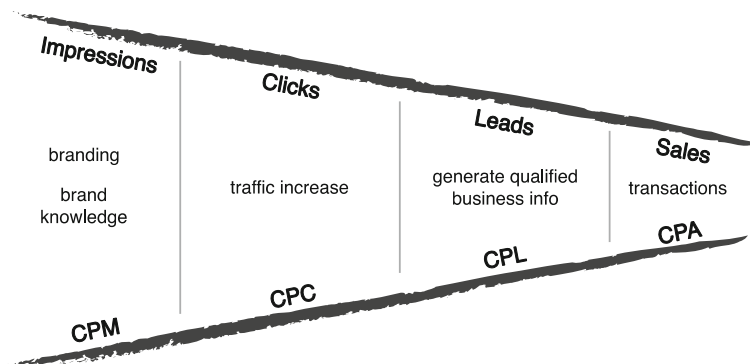 Impressions
Clicks
Leads
Sales
branding
brand
knowledge
traffic increase
generate qualified
business info
transactions
CPM
CPC
CPL
CPA